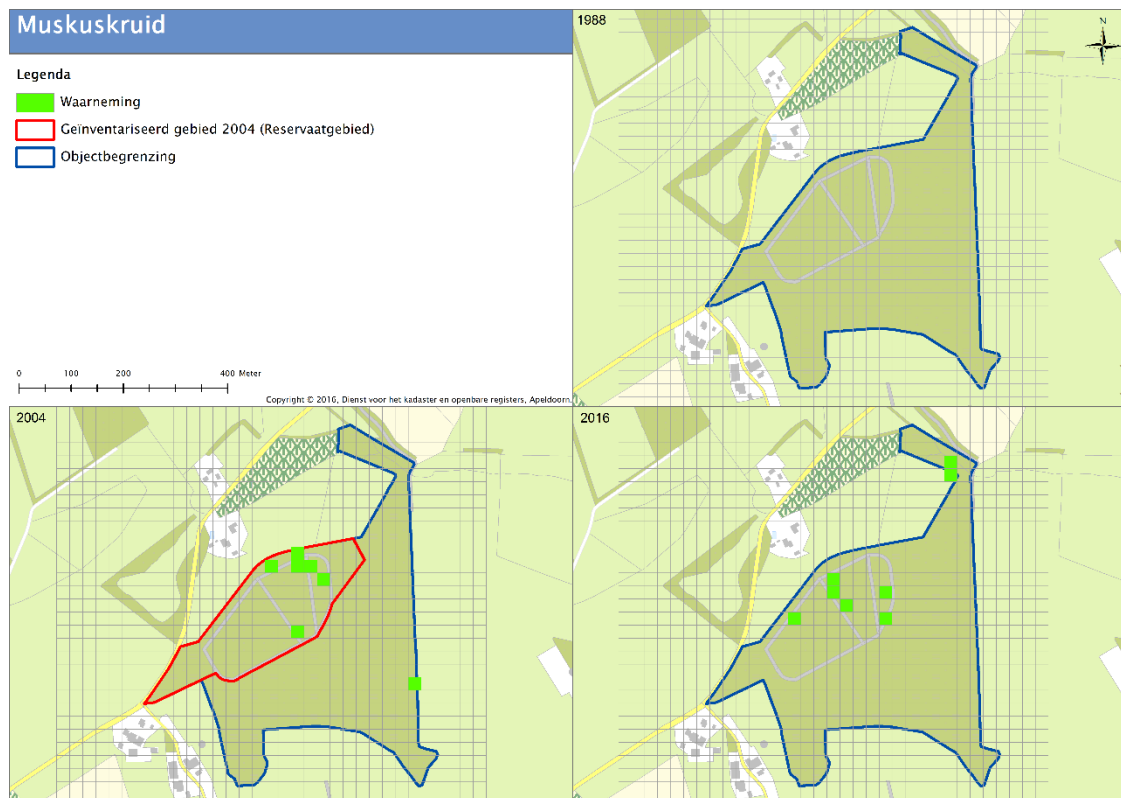 Muskuskruid
Legenda
Waarneming
Geïnventariseerd gebied 2004 (Reservaatgebied)
Objectbegrenzing
0 100 200 400 Meter
Copyright © 2016, Dienst voor het kadaster en openbare registers, Apeldoorn.
1988
N
2004
2016